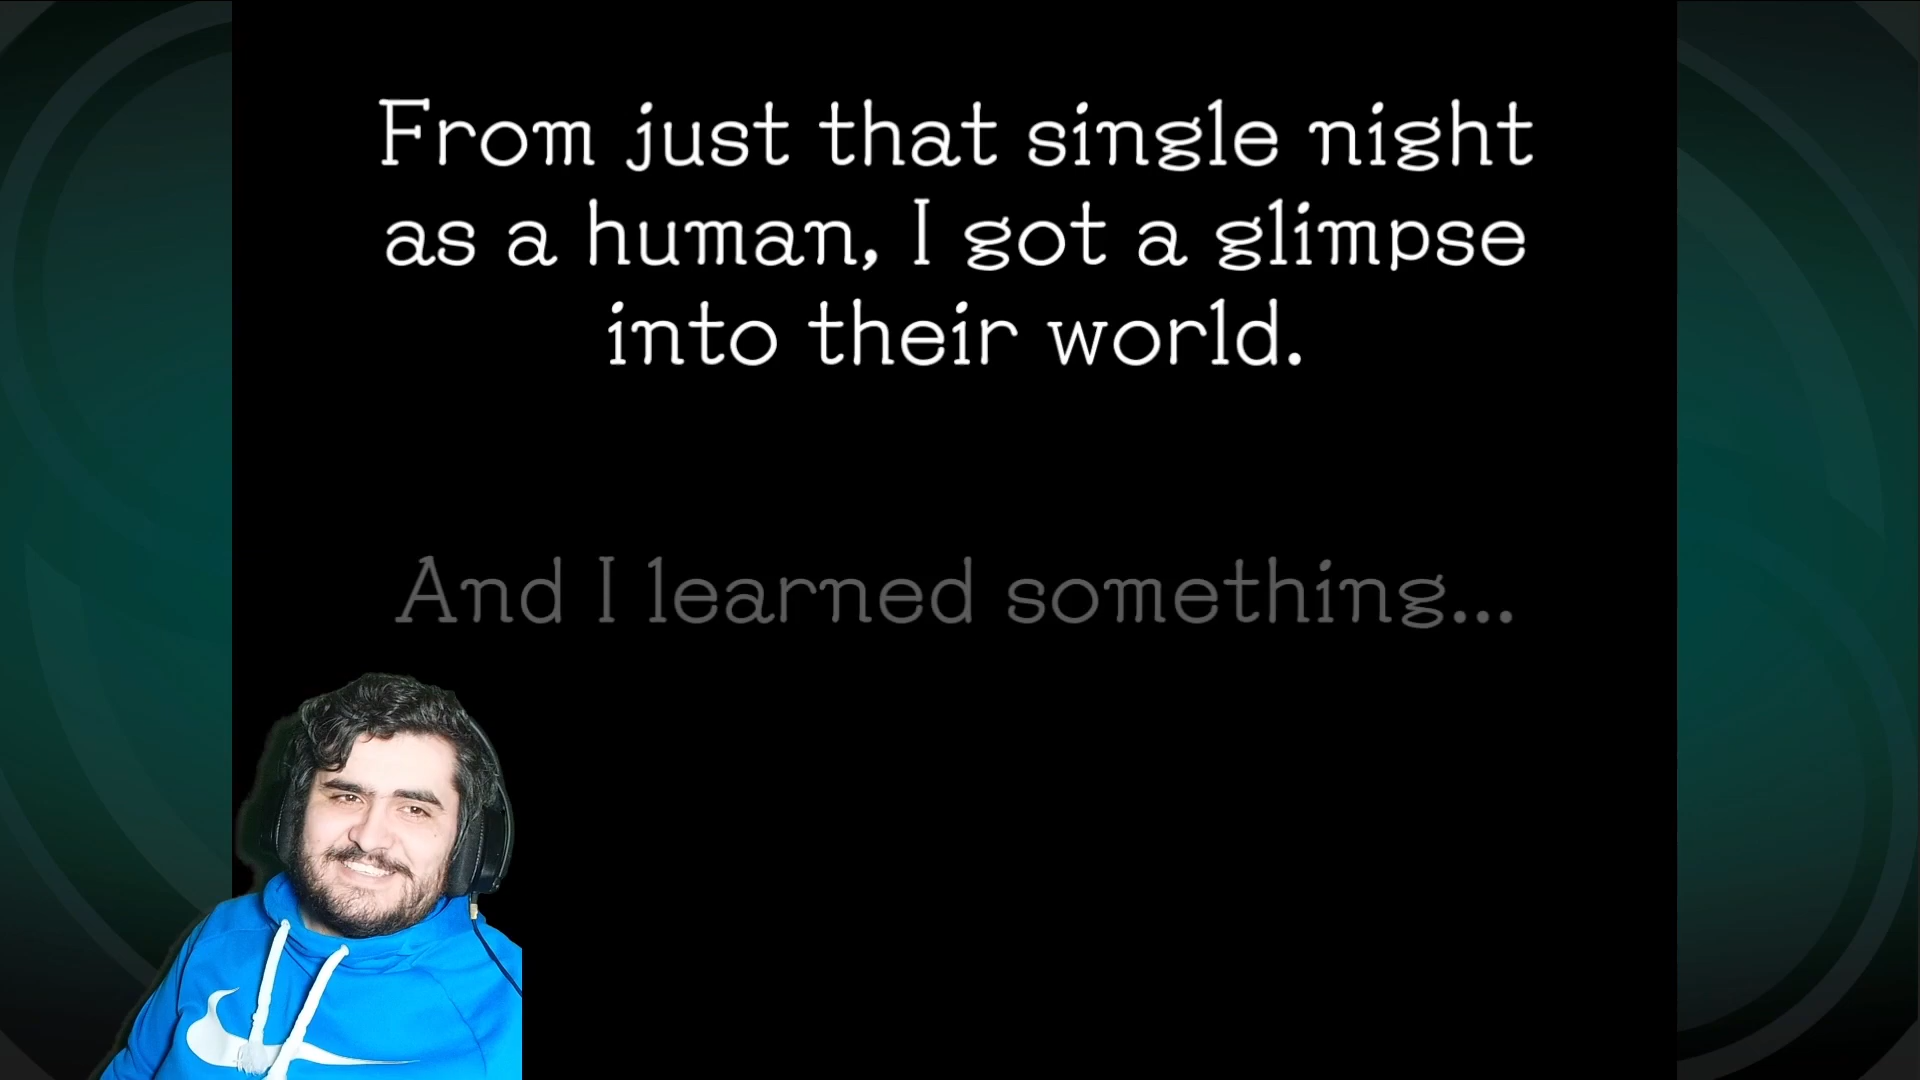 From just that single night
as a human, I got a glimpse
into their world.
And I learned something...